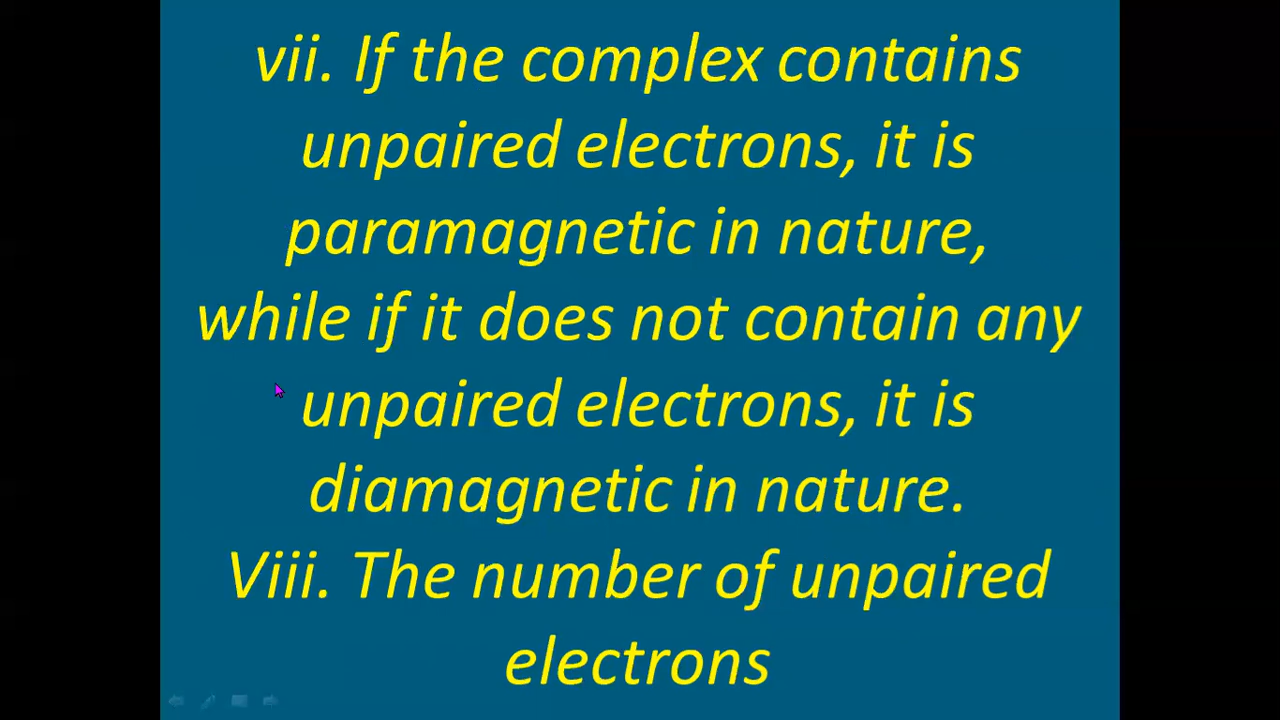 vii. If the complex contains
unpaired electrons, it is
paramagnetic in nature,
while if it does not contain any
unpaired electrons, it is
diamagnetic in nature.
Viii. The number of unpaired
electrons